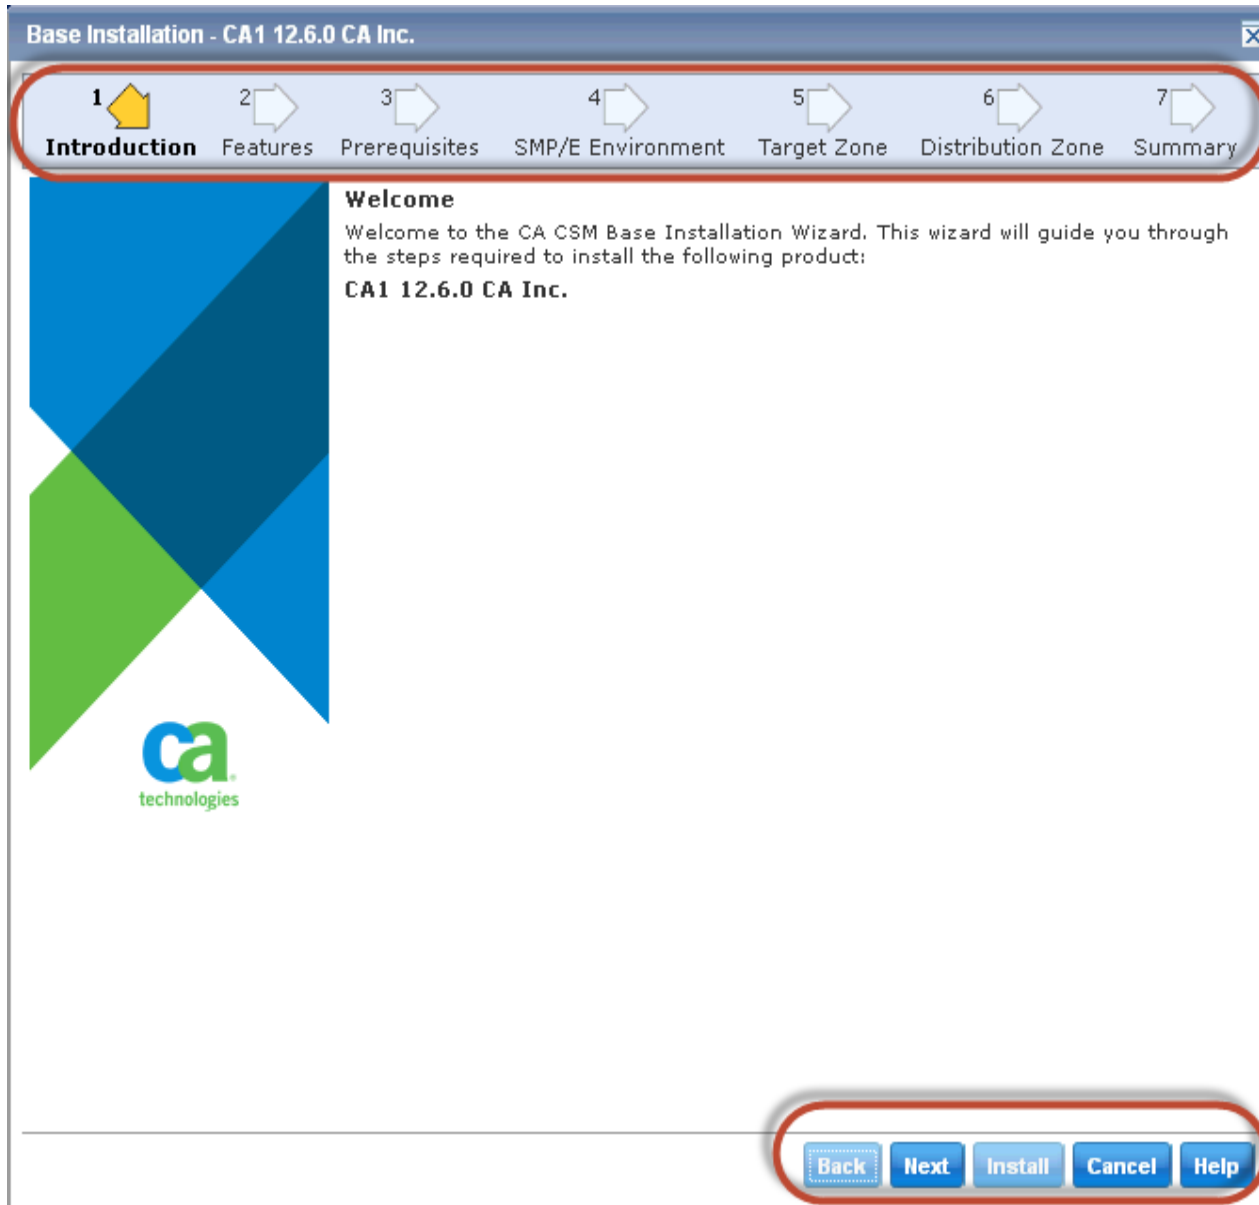 Base Installation - CA1 12.6.0 CA Inc.
1 2 3 4 5 6 7
Introduction Features Prerequisites SMP/E Environment Target Zone Distribution Zone Summary
Welcome
Welcome to the CA CSM Base Installation Wizard. This wizard will guide you through
the steps required to install the following product:
CA1 12.6.0 CA Inc.
ca
technologies
Back Next Install Cancel Help